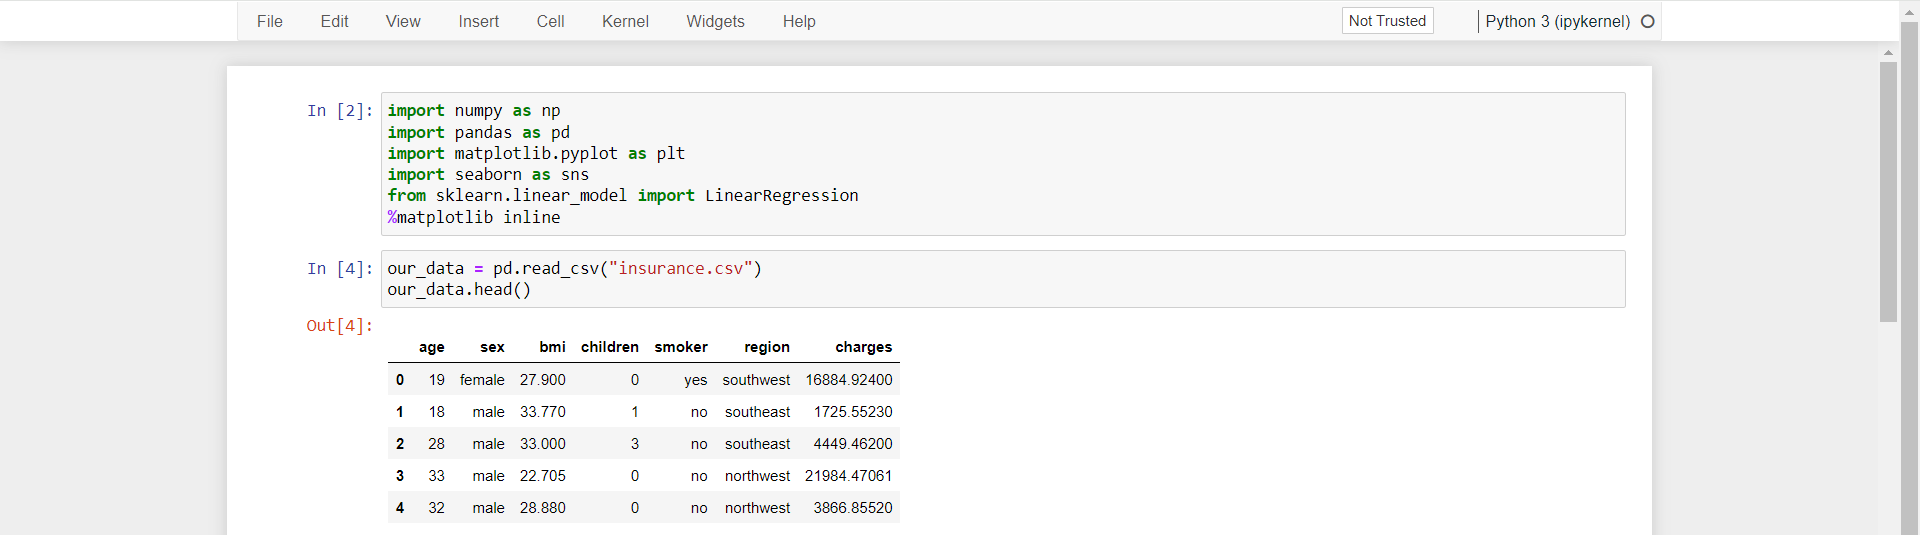 File Edit View Insert Cell Kernel Widgets Help Not Trusted Python 3 (ipykernel)
In [2]: import numpy as np
import pandas as pd
import matplotlib.pyplot as plt
import seaborn as sns
from sklearn.linear_model import LinearRegression
%matplotlib inline
In [4]: our_data = pd.read_csv("insurance.csv")
our_data.head()
Out[4]:
age sex bmi children smoker region charges
0 19 female 27.900 0 yes southwest 16884.92400
1 18 male 33.770 1 no southeast 1725.55230
2 28 male 33.000 3 no southeast 4449.46200
3 33 male 22.705 0 no northwest 21984.47061
4 32 male 28.880 0 no northwest 3866.85520